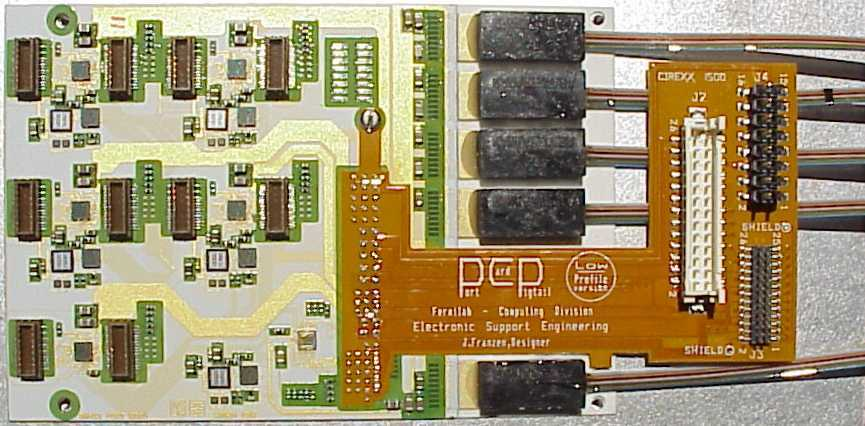 CIREXX 1500
J2
J4
SHIELD
Port Card Pigtail
Low
Profile
version
Fermilab - Computing Division
Electronic Support Engineering
J.Franzen,Designer
SHIELD
J3